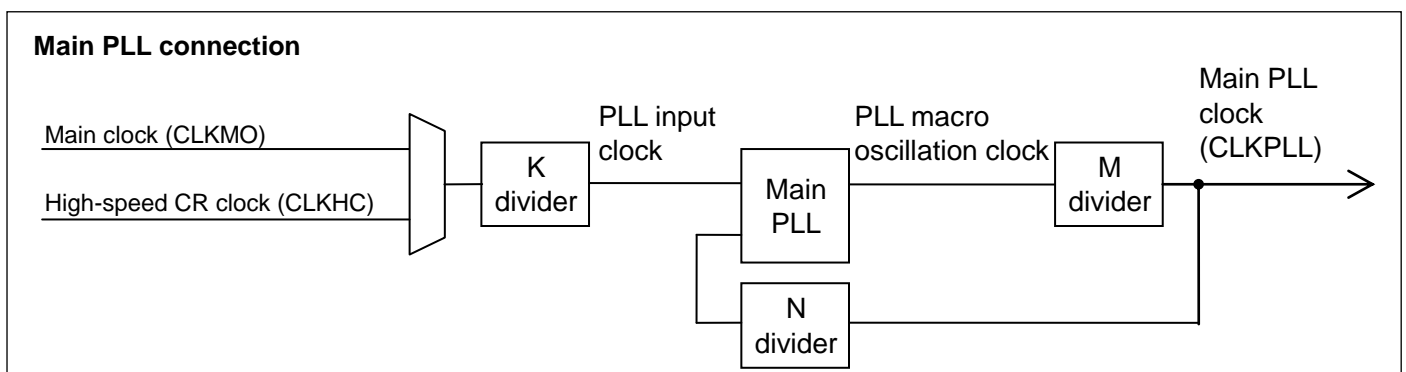 Main PLL connection
Main clock (CLKMO)
High-speed CR clock (CLKHC)
K
divider
PLL input
clock
Main
PLL
N
divider
PLL macro
oscillation clock
M
divider
Main PLL
clock
(CLKPLL)